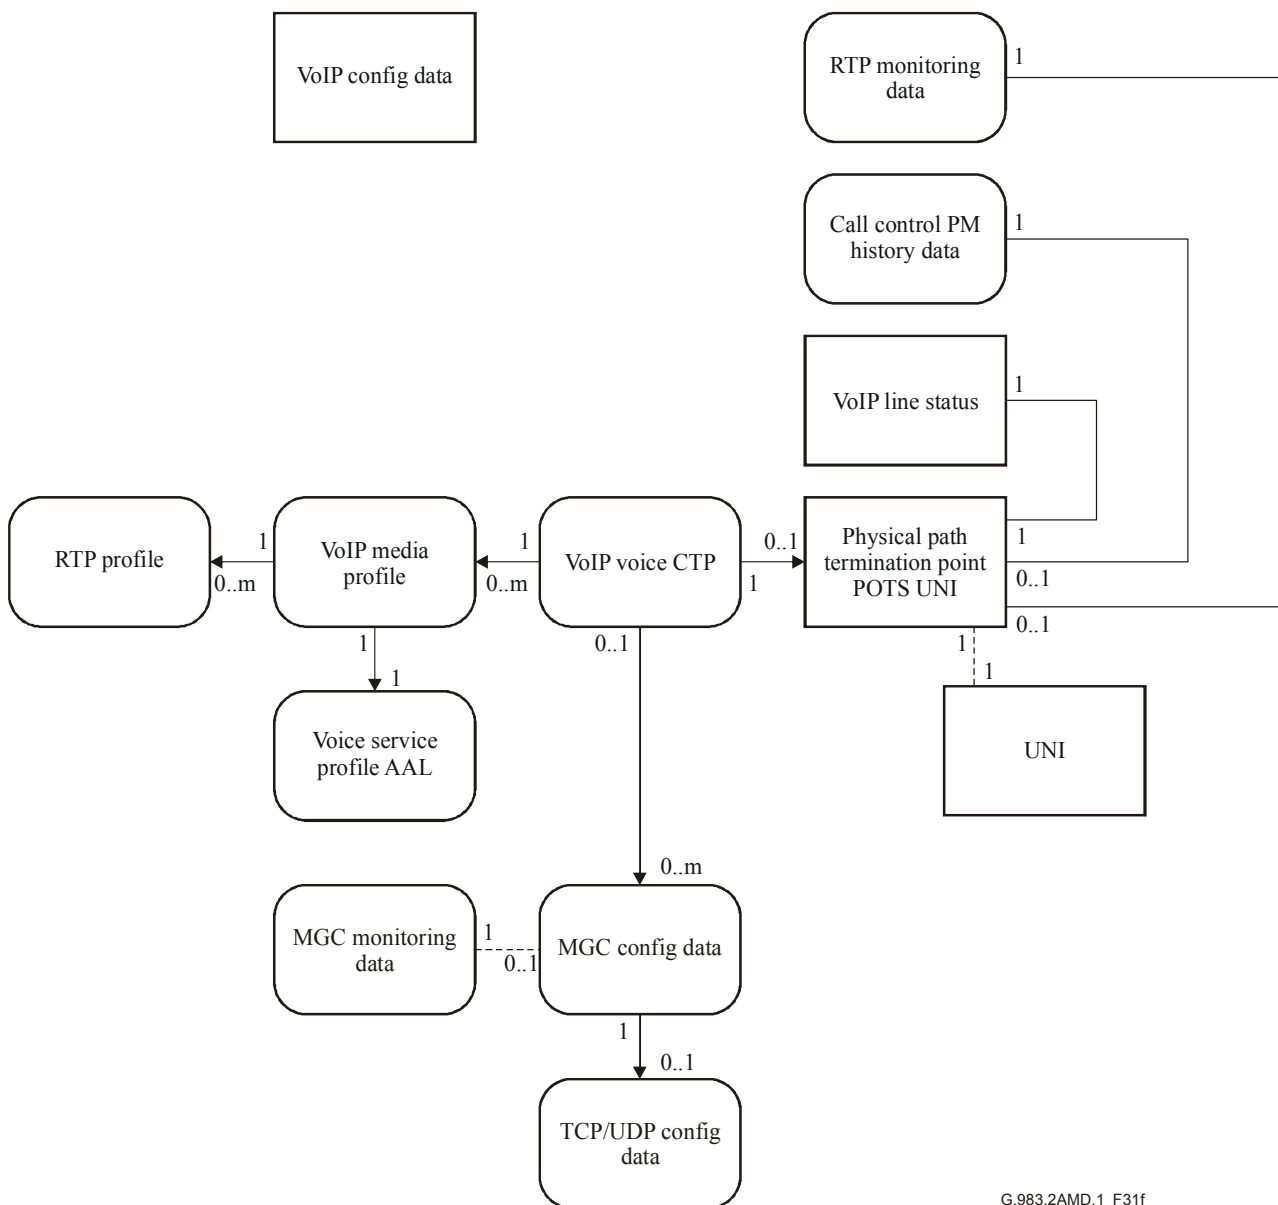 VoIP config data
RTP monitoring
data
1
Call control PM
history data
1
VoIP line status
1
RTP profile
1
0..m
VoIP media
profile
1
0..m
VoIP voice CTP
0..1
1
Physical path
termination point
POTS UNI
1
0..1
0..1
1
1
0..1
1
1
UNI
Voice service
profile AAL
0..m
MGC monitoring
data
1
0..1
MGC config data
1
0..1
TCP/UDP config
data
G.983.2AMD.1_F31f